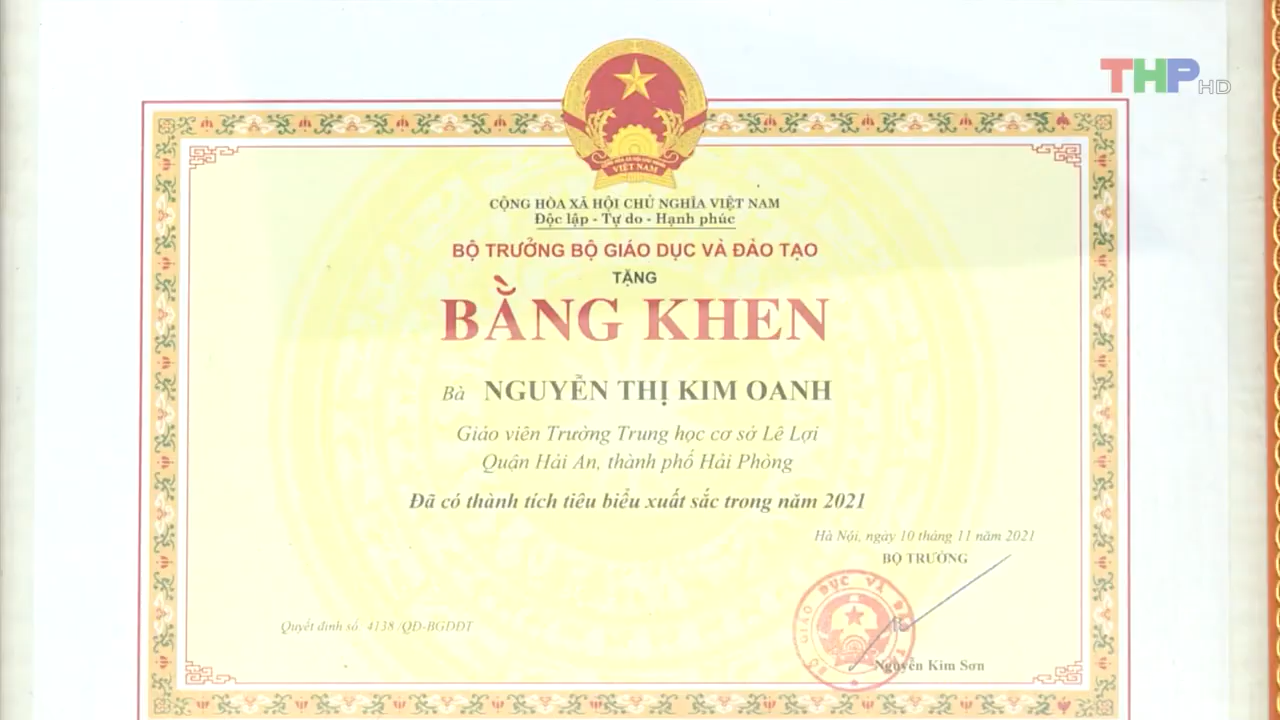 THP HD
VIỆT NAM
CỘNG HÒA XÃ HỘI CHỦ NGHĨA VIỆT NAM
Độc lập - Tự do - Hạnh phúc
BỘ TRƯỞNG BỘ GIÁO DỤC VÀ ĐÀO TẠO
TẶNG
BẰNG KHEN
Bà NGUYỄN THỊ KIM OANH
Giáo viên Trường Trung học cơ sở Lê Lợi
Quận Hải An, thành phố Hải Phòng
Đã có thành tích tiêu biểu xuất sắc trong năm 2021
Hà Nội, ngày 10 tháng 11 năm 2021
BỘ TRƯỞNG
Quyết định số 4138 /QĐ-BGDĐT
Nguyễn Kim Sơn